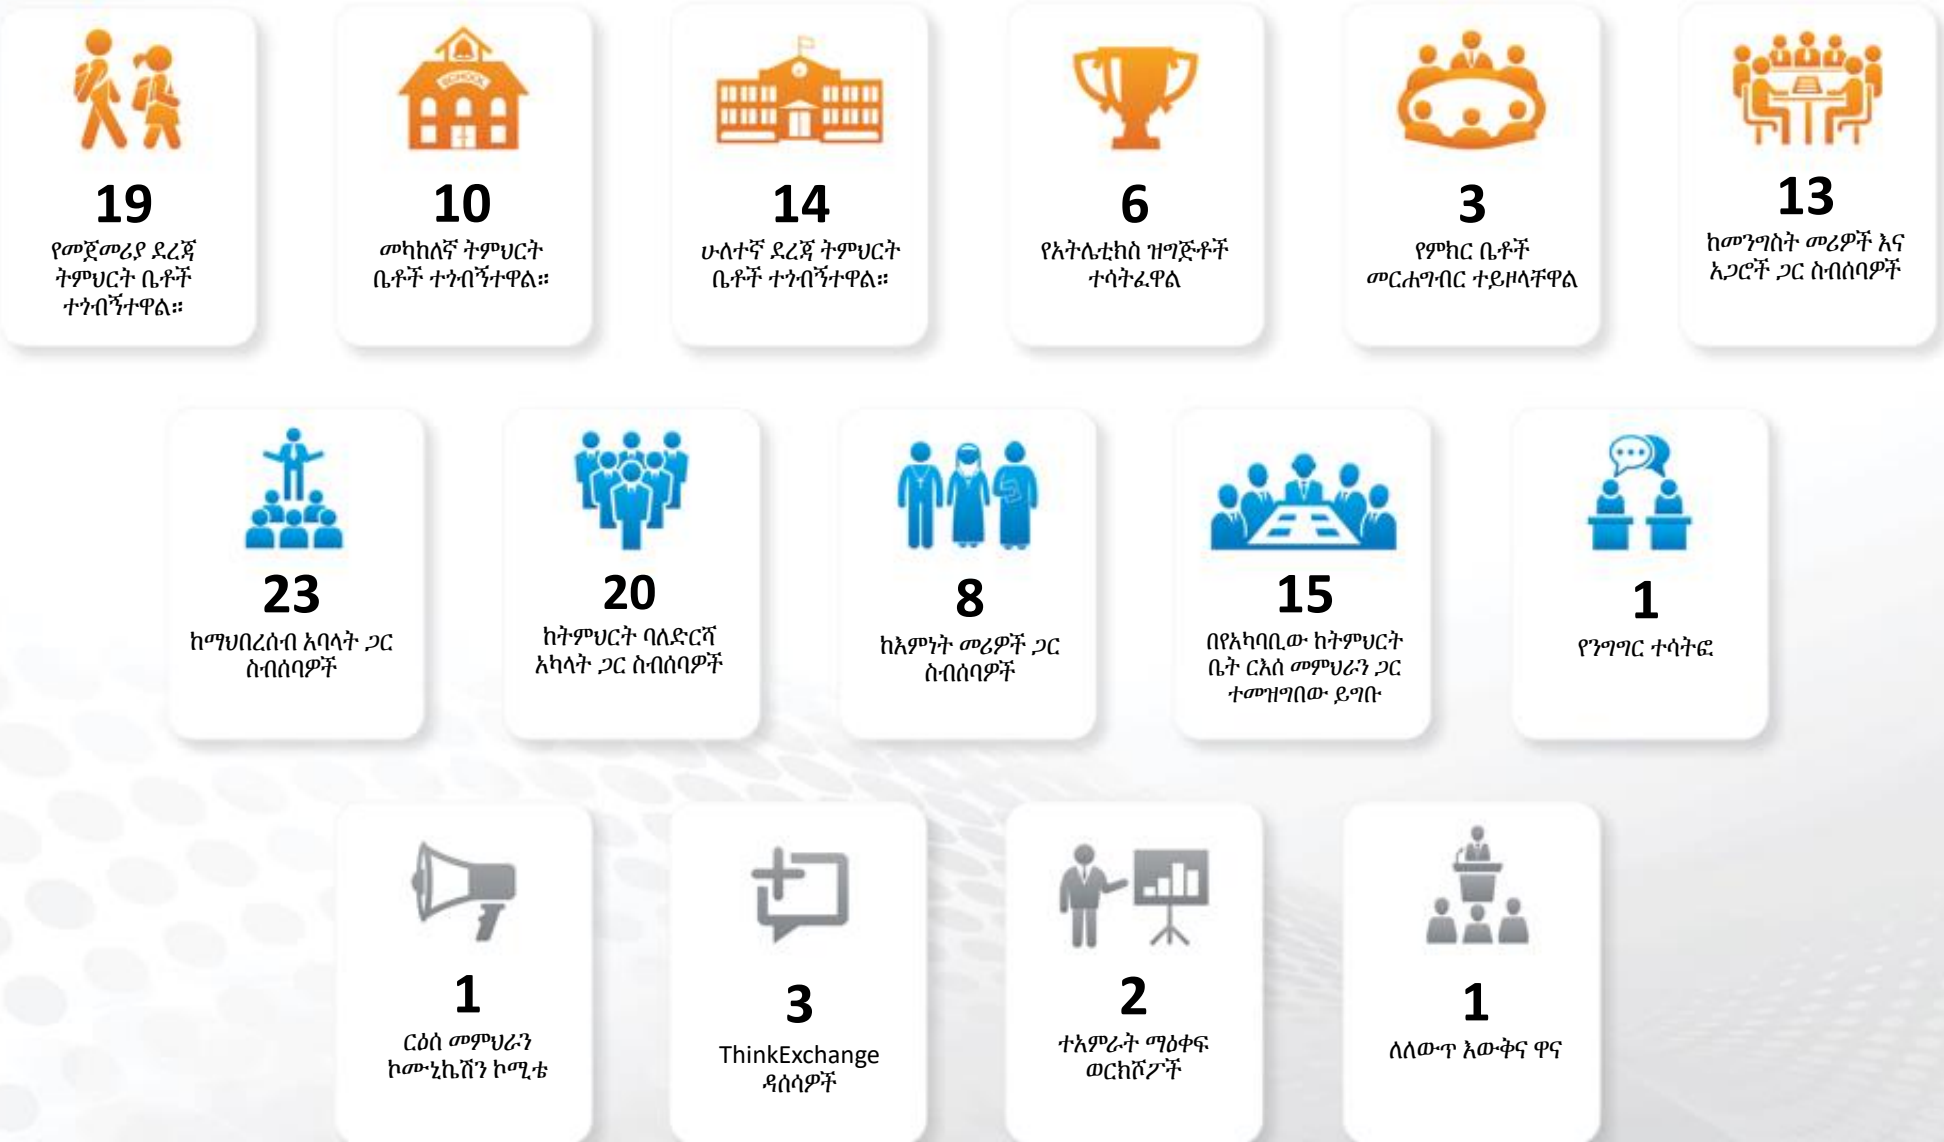 SCHOOL
19
የመጀመሪያ ደረጃ
ትምህርት ቤቶች
ተጎብኝተዋል።
10
መካከለኛ ትምህርት
ቤቶች ተጎብኝተዋል።
14
ሁለተኛ ደረጃ ትምህርት
ቤቶች ተጎብኝተዋል።
6
የአትሌቲክስ ዝግጅቶች
ተሳትፈዋል
3
የምክር ቤቶች
መርሐግብር ተይዞላቸዋል
13
ከመንግስት መሪዎች እና
አጋሮች ጋር ስብሰባዎች
23
ከማህበረሰብ አባላት ጋር
ስብሰባዎች
20
ከትምህርት ባለድርሻ
አካላት ጋር ስብሰባዎች
8
ከእምነት መሪዎች ጋር
ስብሰባዎች
15
በየአካባቢው ከትምህርት
ቤት ርእሰ መምህራን ጋር
ተመዝግበው ይግቡ
1
የንግግር ተሳትፎ
1
ርዕሰ መምህራን
ኮሙኒኬሽን ኮሚቴ
3
ThinkExchange
ዳሰሳዎች
2
ተአምራት ማዕቀፍ
ወርክሾፖች
1
ለለውጥ እውቅና ዋና